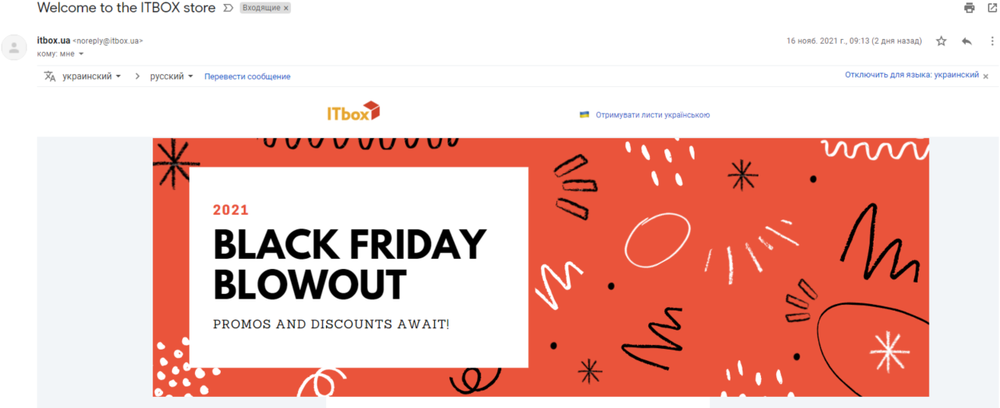 Welcome to the ITBOX store Входящие x
itbox.ua <noreply@itbox.ua> 16 нояб. 2021 г., 09:13 (2 дня назад)
кому: мне
украинский > русский Перевести сообщение Отключить для языка: украинский x
ITbox Отримувати листи українською
2021
BLACK FRIDAY
BLOWOUT
PROMOS AND DISCOUNTS AWAIT!